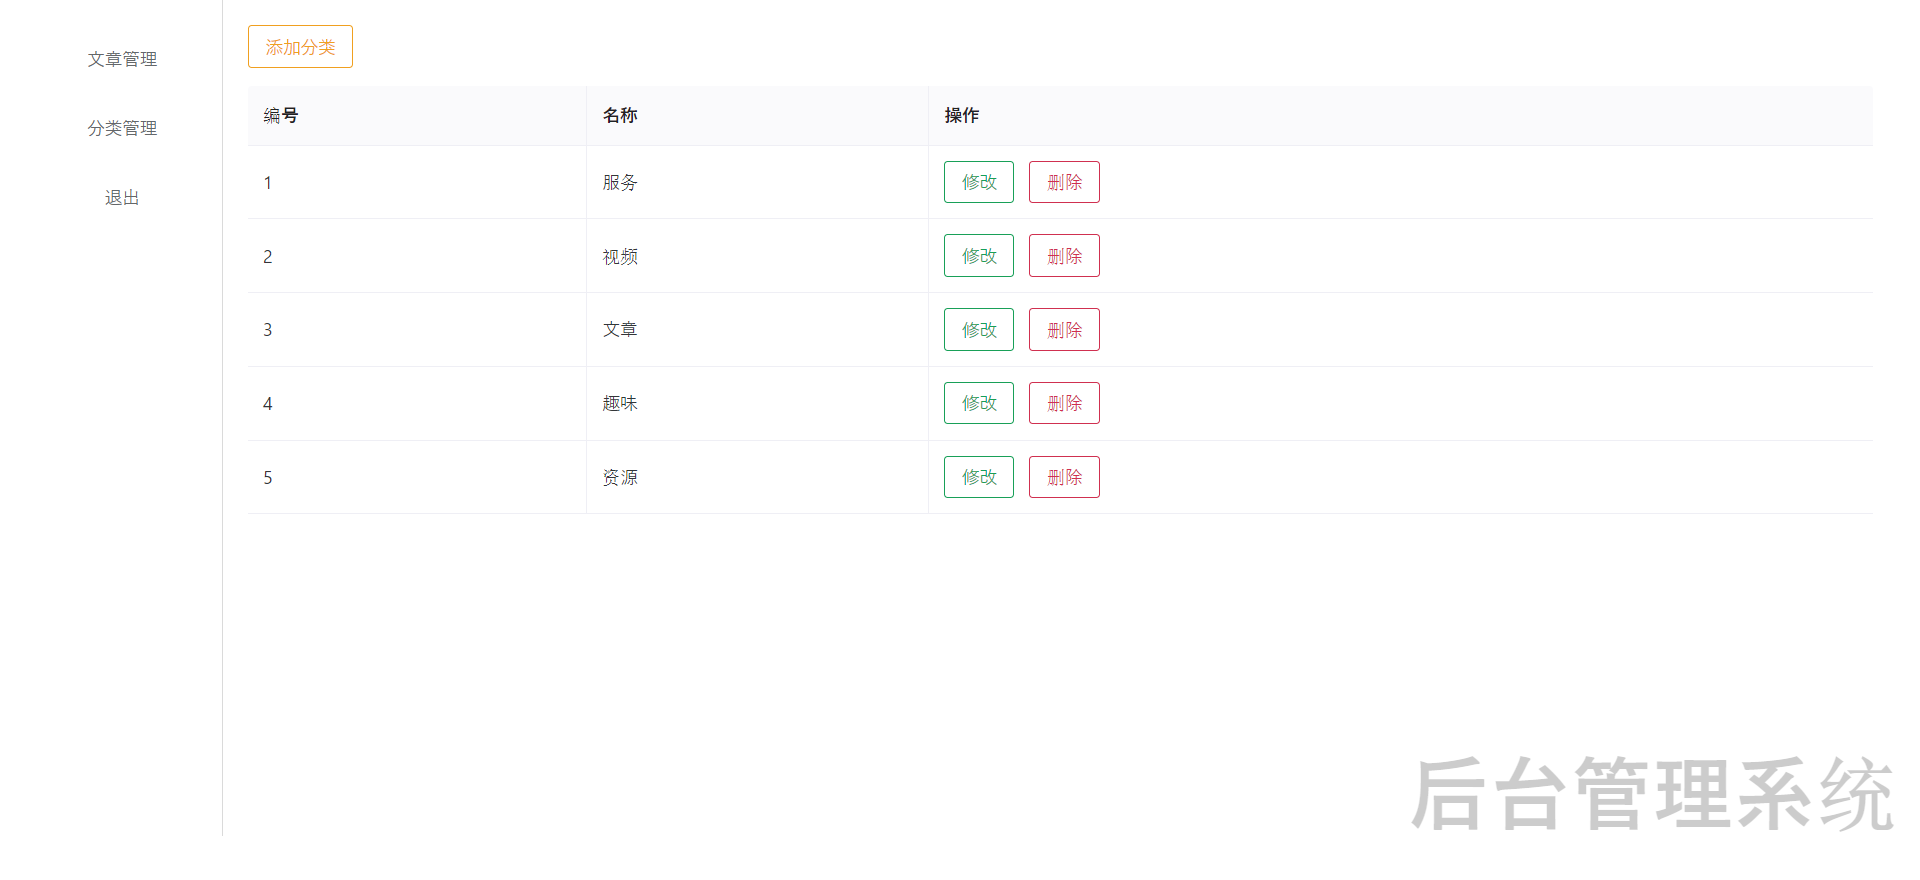 文章管理
分类管理
退出
添加分类
编号 名称 操作
1 服务 修改 删除
2 视频 修改 删除
3 文章 修改 删除
4 趣味 修改 删除
5 资源 修改 删除
后台管理系统